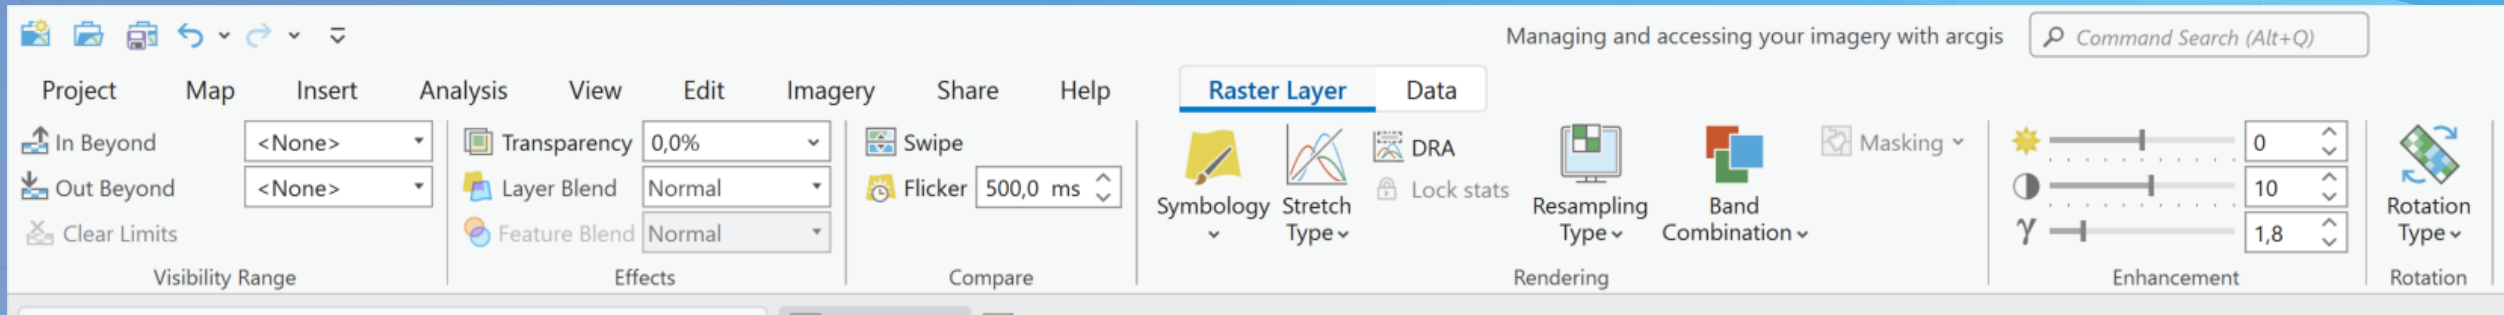 Managing and accessing your imagery with arcgis
Command Search (Alt+Q)
Project Map Insert Analysis View Edit Imagery Share Help Raster Layer Data
In Beyond <None>
Out Beyond <None>
Clear Limits
Visibility Range
Transparency 0,0%
Layer Blend Normal
Feature Blend Normal
Effects
Swipe
Flicker 500,0 ms
Compare
Symbology
Stretch
Type
DRA
Lock stats
Resampling
Type
Band
Combination
Masking
Rendering
0
10
γ 1,8
Enhancement
Rotation
Type
Rotation